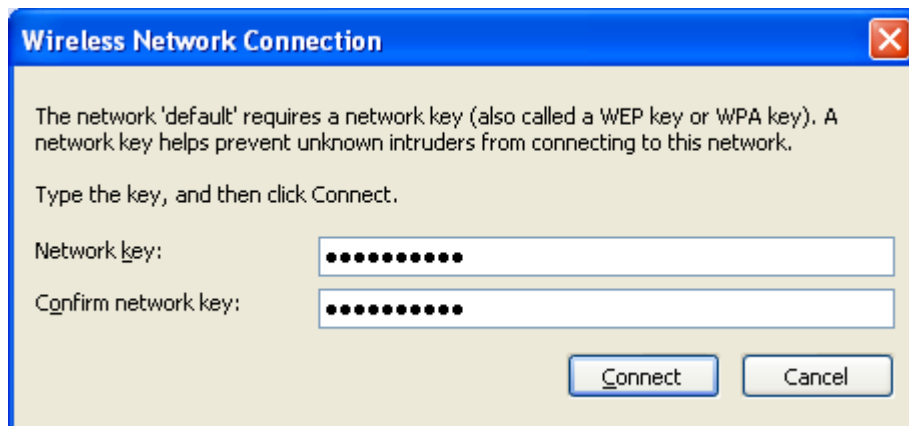 Wireless Network Connection
The network 'default' requires a network key (also called a WEP key or WPA key). A
network key helps prevent unknown intruders from connecting to this network.
Type the key, and then click Connect.
Network key: ●●●●●●●●●●
Confirm network key: ●●●●●●●●●●
Connect Cancel